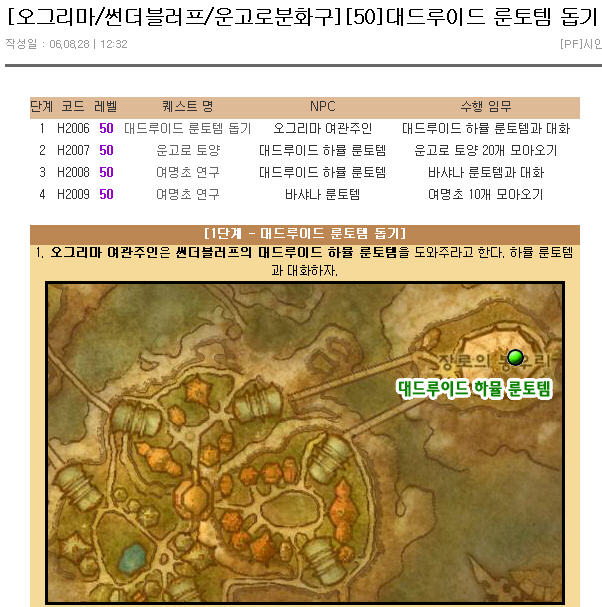 [오그리마/썬더블러프/운고로분화구][50]대드루이드 룬토템 돕기
작성일 : 06.08.28 | 12:32 [PF]시인
단계 코드 레벨 퀘스트 명 NPC 수행 임무
1 H2006 50 대드루이드 룬토템 돕기 오그리마 여관주인 대드루이드 하뮬 룬토템과 대화
2 H2007 50 운고로 토양 대드루이드 하뮬 룬토템 운고로 토양 20개 모아오기
3 H2008 50 여명초 연구 대드루이드 하뮬 룬토템 바샤나 룬토템과 대화
4 H2009 50 여명초 연구 바샤나 룬토템 여명초 10개 모아오기
[1단계 - 대드루이드 룬토템 돕기]
1. 오그리마 여관주인은 썬더블러프의 대드루이드 하뮬 룬토템을 도와주라고 한다. 하뮬 룬토템
과 대화하자.
장로의 봉우리
대드루이드 하뮬 룬토템